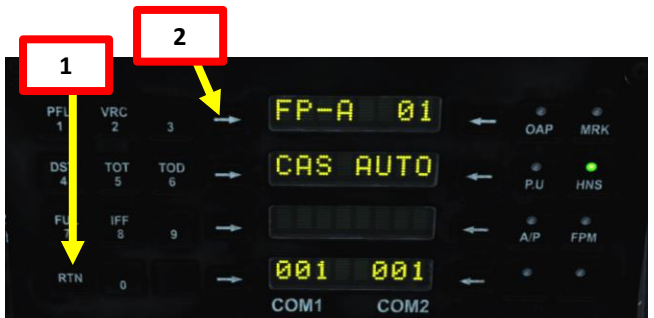 2
1
PFL VRC
1 2 3
FP-A 01
OAP MRK
DST TOT TOD
4 5 6
CAS AUTO
P.U HNS
IFF
7 8 9
A/P FPM
RTN 0
001 001
COM1 COM2